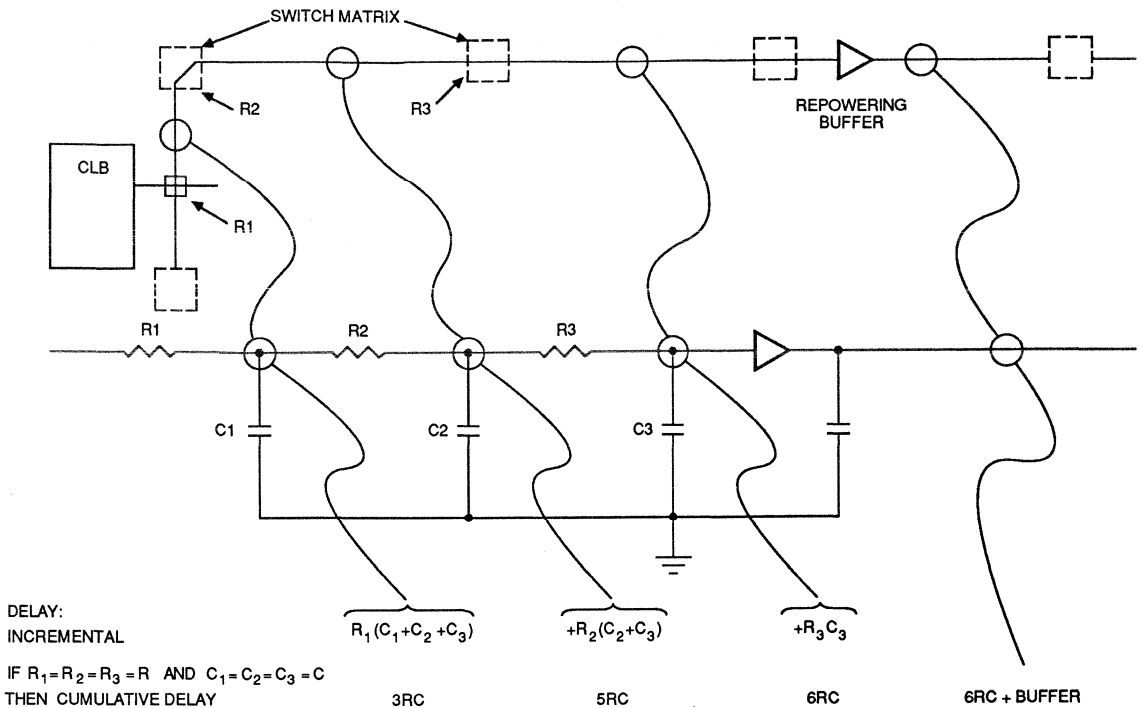 SWITCH MATRIX
R2
R3
REPOWERING
BUFFER
CLB
R1
R1
R2
R3
C1
C2
C3
DELAY:
INCREMENTAL
R₁(C₁+C₂+C₃)
+R₂(C₂+C₃)
+R₃C₃
IF R₁=R₂=R₃=R AND C₁=C₂=C₃=C
THEN CUMULATIVE DELAY
3RC
5RC
6RC
6RC + BUFFER